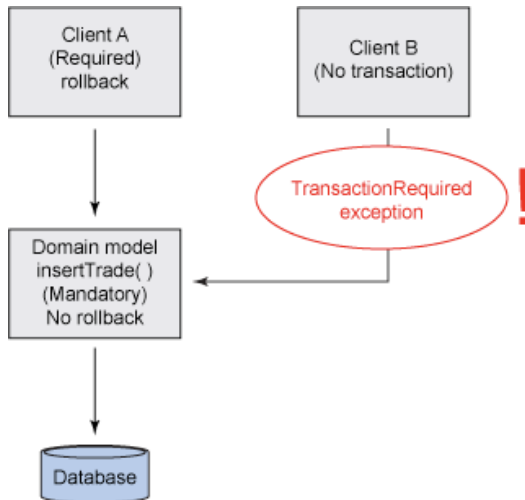 Client A
(Required)
rollback
Client B
(No transaction)
TransactionRequired
exception
!
Domain model
insertTrade( )
(Mandatory)
No rollback
Database